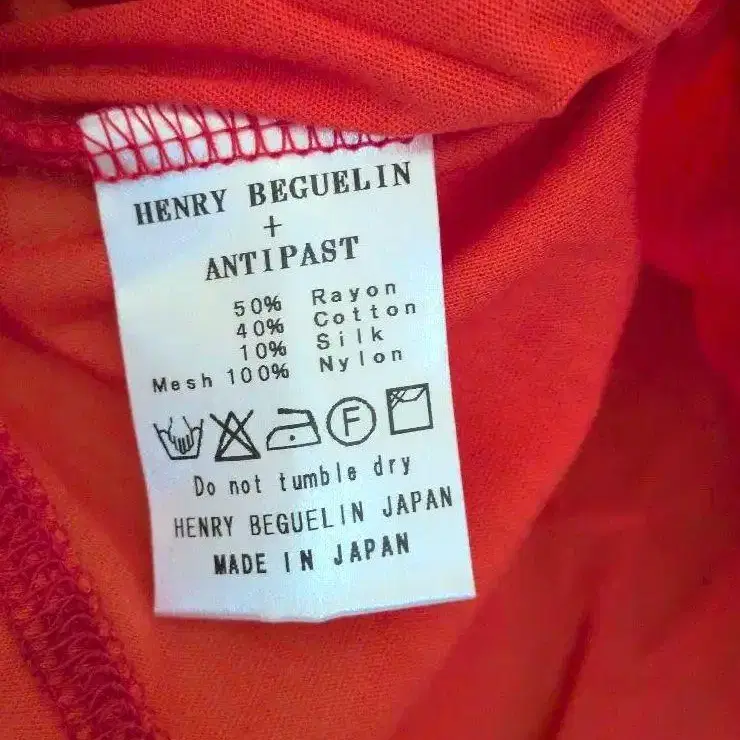 HENRY BEGUELIN
+
ANTIPAST
50% Rayon
40% Cotton
10% Silk
Mesh 100% Nylon
F
Do not tumble dry
HENRY BEGUELIN JAPAN
MADE IN JAPAN